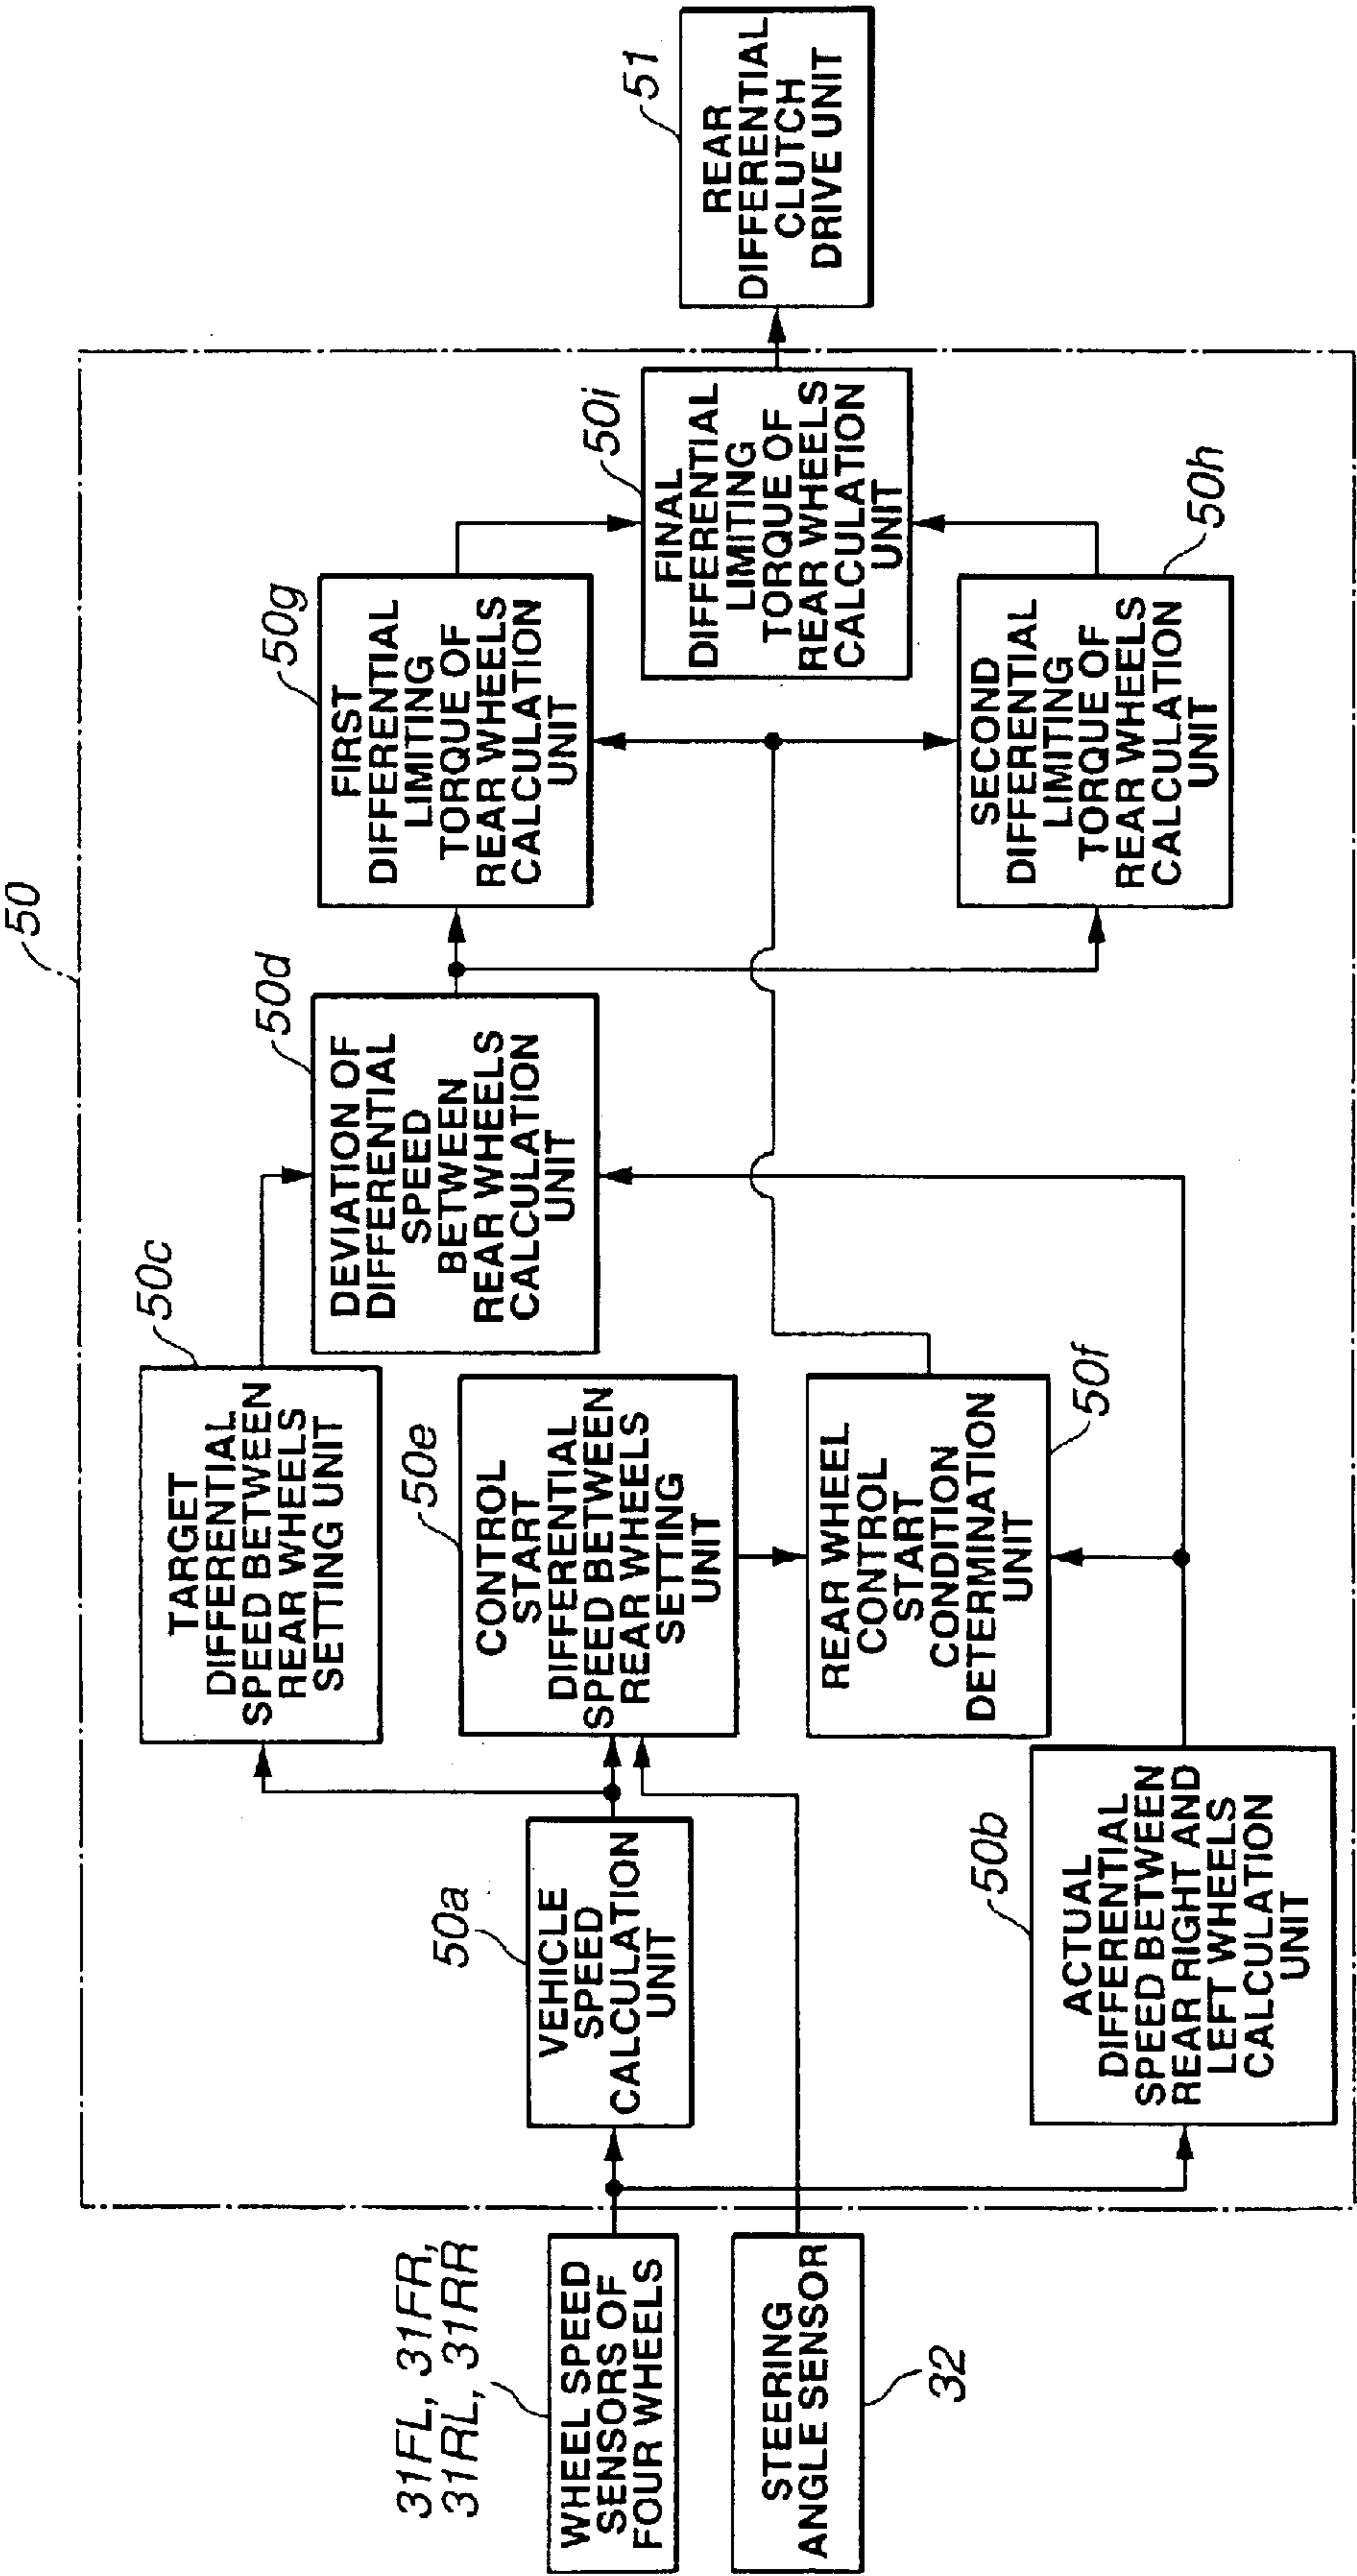 50
31FL, 31FR,
31RL, 31RR
WHEEL SPEED
SENSORS OF
FOUR WHEELS
STEERING
ANGLE SENSOR
32
50a
VEHICLE
SPEED
CALCULATION
UNIT
50b
ACTUAL
DIFFERENTIAL
SPEED BETWEEN
REAR RIGHT AND
LEFT WHEELS
CALCULATION
UNIT
50c
TARGET
DIFFERENTIAL
SPEED BETWEEN
REAR WHEELS
SETTING UNIT
50e
CONTROL
START
DIFFERENTIAL
SPEED BETWEEN
REAR WHEELS
SETTING
UNIT
REAR WHEEL
CONTROL
START
CONDITION
DETERMINATION
UNIT
50f
50d
DEVIATION OF
DIFFERENTIAL
SPEED
BETWEEN
REAR WHEELS
CALCULATION
UNIT
50g
FIRST
DIFFERENTIAL
LIMITING
TORQUE OF
REAR WHEELS
CALCULATION
UNIT
SECOND
DIFFERENTIAL
LIMITING
TORQUE OF
REAR WHEELS
CALCULATION
UNIT
50h
50i
FINAL
DIFFERENTIAL
LIMITING
TORQUE OF
REAR WHEELS
CALCULATION
UNIT
51
REAR
DIFFERENTIAL
CLUTCH
DRIVE UNIT